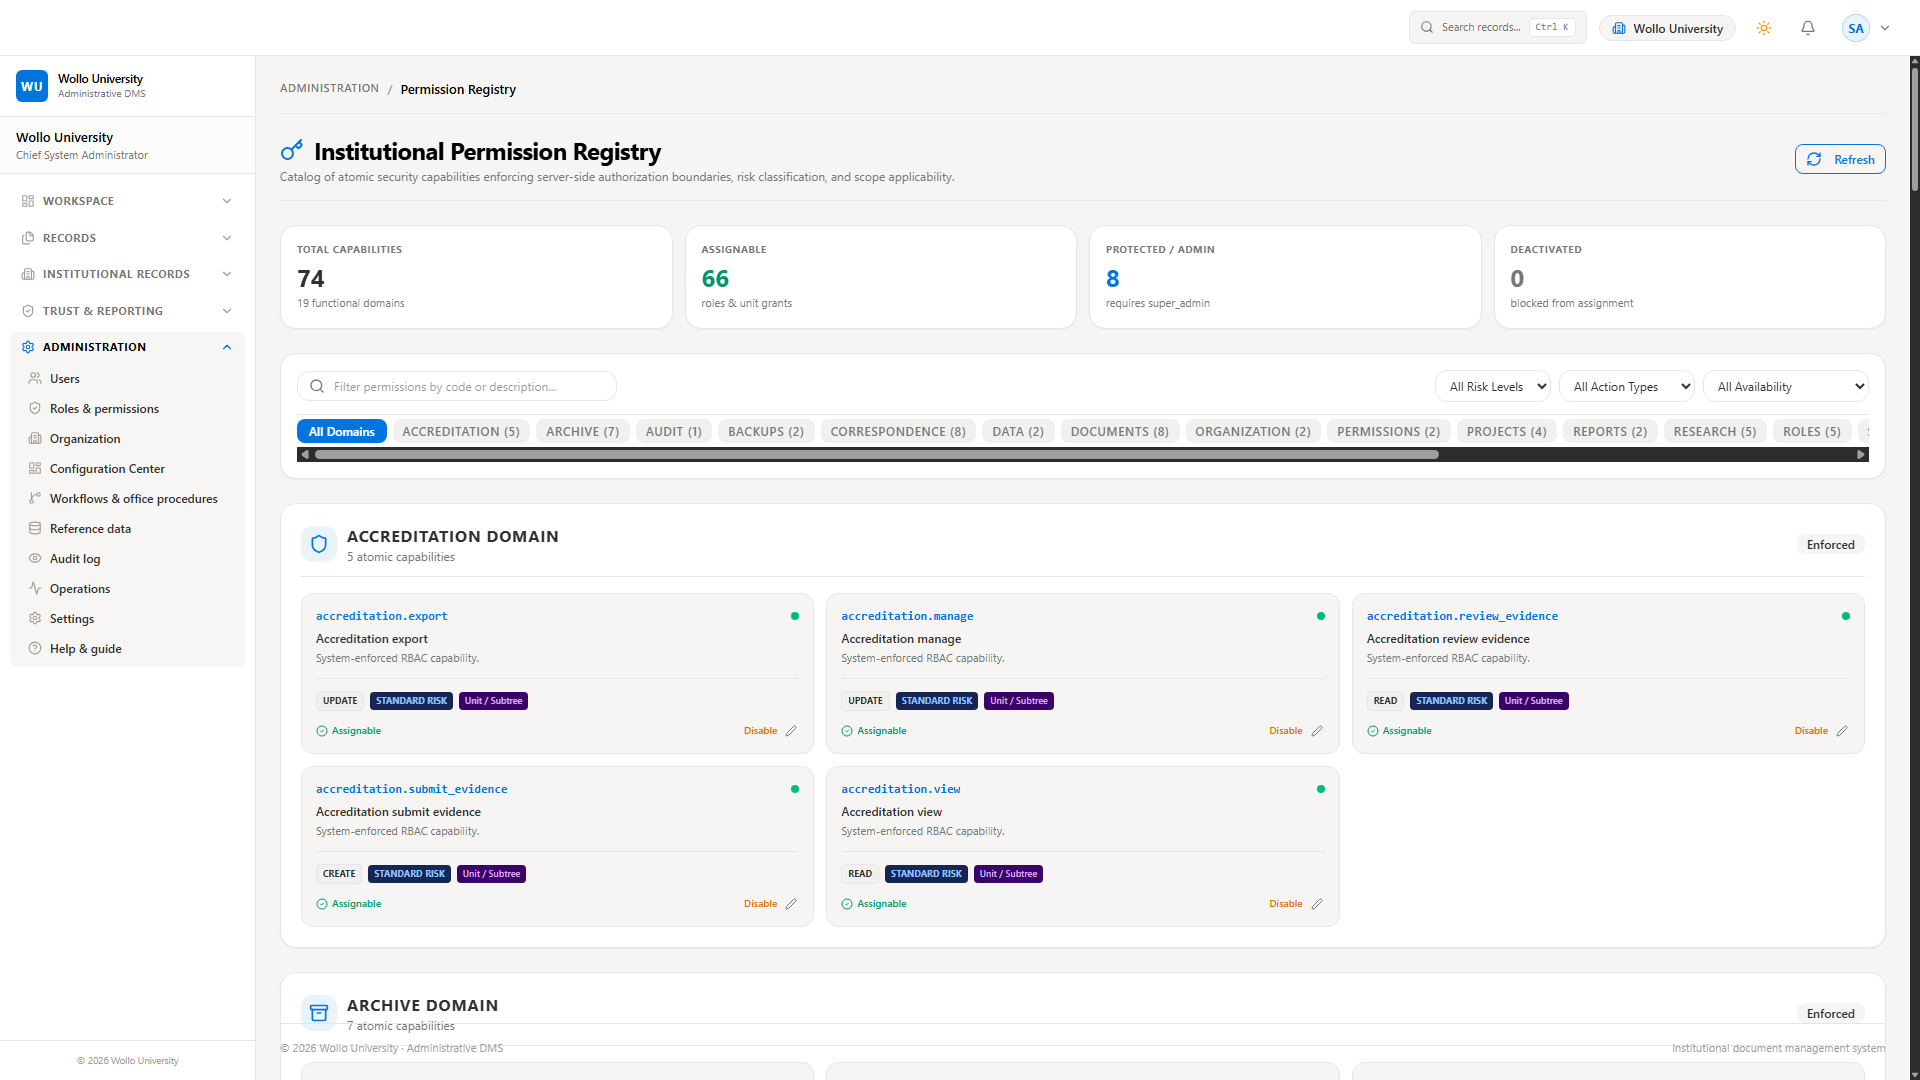 Search records... Ctrl K
Wollo University
SA
WU
Wollo University
Administrative DMS
Wollo University
Chief System Administrator
WORKSPACE
RECORDS
INSTITUTIONAL RECORDS
TRUST & REPORTING
ADMINISTRATION
Users
Roles & permissions
Organization
Configuration Center
Workflows & office procedures
Reference data
Audit log
Operations
Settings
Help & guide
© 2026 Wollo University
ADMINISTRATION / Permission Registry
Institutional Permission Registry
Catalog of atomic security capabilities enforcing server-side authorization boundaries, risk classification, and scope applicability.
Refresh
TOTAL CAPABILITIES
74
19 functional domains
ASSIGNABLE
66
roles & unit grants
PROTECTED / ADMIN
8
requires super_admin
DEACTIVATED
0
blocked from assignment
Filter permissions by code or description...
All Risk Levels
All Action Types
All Availability
All Domains ACCREDITATION (5) ARCHIVE (7) AUDIT (1) BACKUPS (2) CORRESPONDENCE (8) DATA (2) DOCUMENTS (8) ORGANIZATION (2) PERMISSIONS (2) PROJECTS (4) REPORTS (2) RESEARCH (5) ROLES (5)
ACCREDITATION DOMAIN
5 atomic capabilities
Enforced
accreditation.export
Accreditation export
System-enforced RBAC capability.
UPDATE STANDARD RISK Unit / Subtree
Assignable Disable
accreditation.manage
Accreditation manage
System-enforced RBAC capability.
UPDATE STANDARD RISK Unit / Subtree
Assignable Disable
accreditation.review_evidence
Accreditation review evidence
System-enforced RBAC capability.
READ STANDARD RISK Unit / Subtree
Assignable Disable
accreditation.submit_evidence
Accreditation submit evidence
System-enforced RBAC capability.
CREATE STANDARD RISK Unit / Subtree
Assignable Disable
accreditation.view
Accreditation view
System-enforced RBAC capability.
READ STANDARD RISK Unit / Subtree
Assignable Disable
ARCHIVE DOMAIN
7 atomic capabilities
Enforced
© 2026 Wollo University · Administrative DMS
Institutional document management system